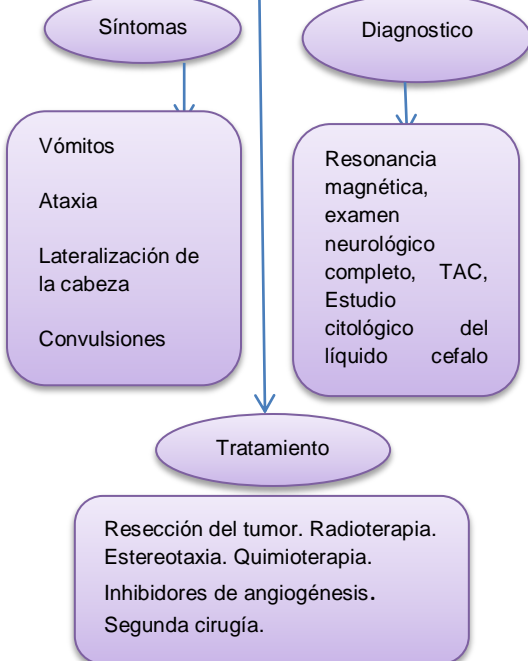 Síntomas
Vómitos
Ataxia
Lateralización de
la cabeza
Convulsiones
Diagnostico
Resonancia
magnética,
examen
neurológico
completo, TAC,
Estudio
citológico del
líquido cefalo
Tratamiento
Resección del tumor. Radioterapia.
Estereotaxia. Quimioterapia.
Inhibidores de angiogénesis.
Segunda cirugía.